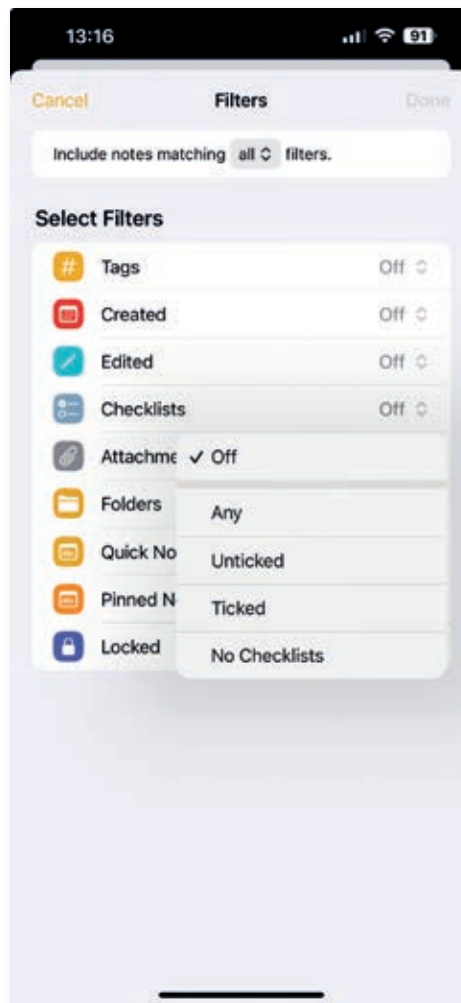 13:16 91
Cancel Filters Done
Include notes matching all filters.
Select Filters
# Tags Off
Created Off
Edited Off
Checklists Off
Attachme ✓ Off
Folders
Any
Quick No
Unticked
Pinned N
Ticked
Locked
No Checklists